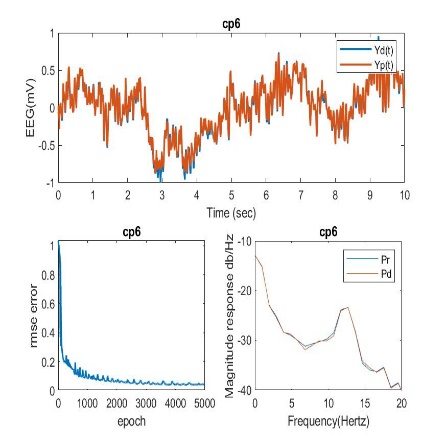 cp6
1
0.5
0
-0.5
-1
EEG(mV)
Yd(t)
Yp(t)
0 1 2 3 4 5 6 7 8 9 10
Time (sec)
cp6
1
0.8
0.6
0.4
0.2
0
rmse error
0 1000 2000 3000 4000 5000
epoch
cp6
-10
-20
-30
-40
Magnitude response db/Hz
Pr
Pd
0 5 10 15 20
Frequency(Hertz)